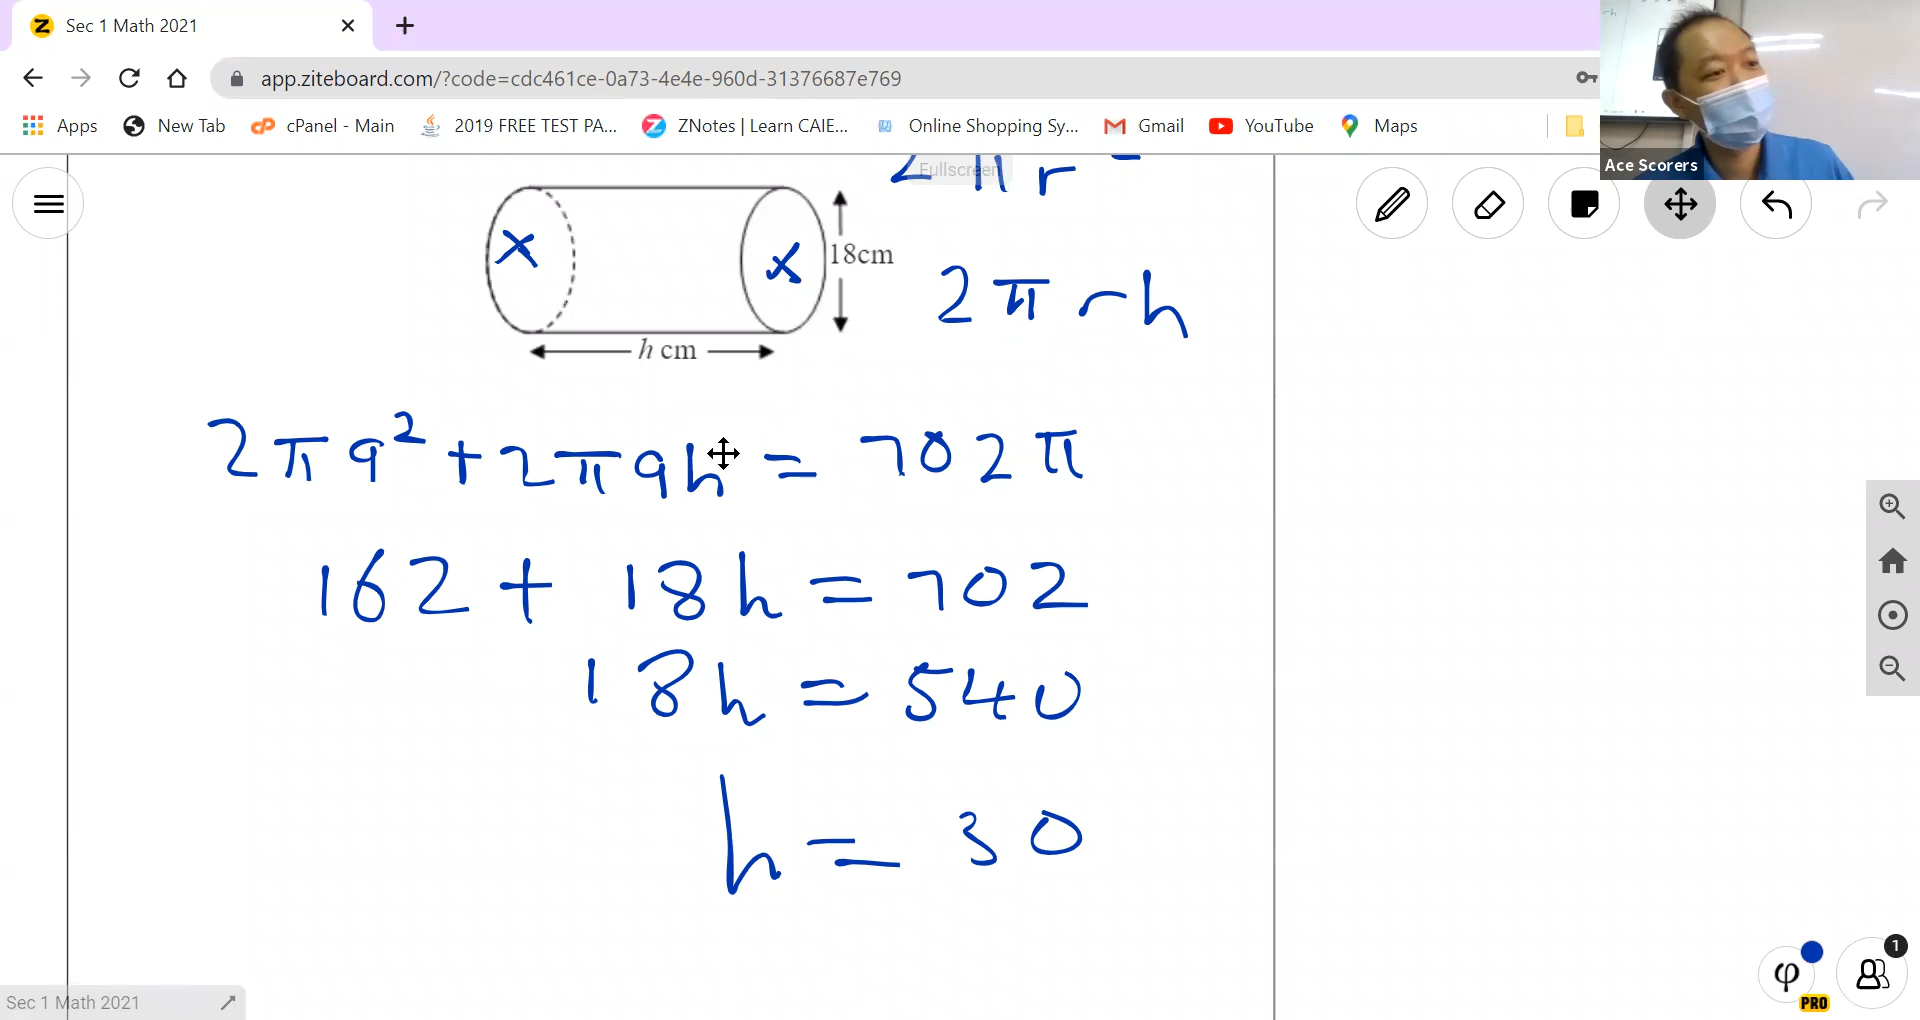 Sec 1 Math 2021
app.ziteboard.com/?code=cdc461ce-0a73-4e4e-960d-31376687e769
Apps New Tab cPanel - Main 2019 FREE TEST PA... ZNotes | Learn CAIE... Online Shopping Sy... Gmail YouTube Maps
Ace Scorers
Fullscreen
2πr²
18cm
2πrh
h cm
2π9² + 2π9h = 702π
162 + 18h = 702
18h = 540
h = 30
1
φ
PRO
Sec 1 Math 2021